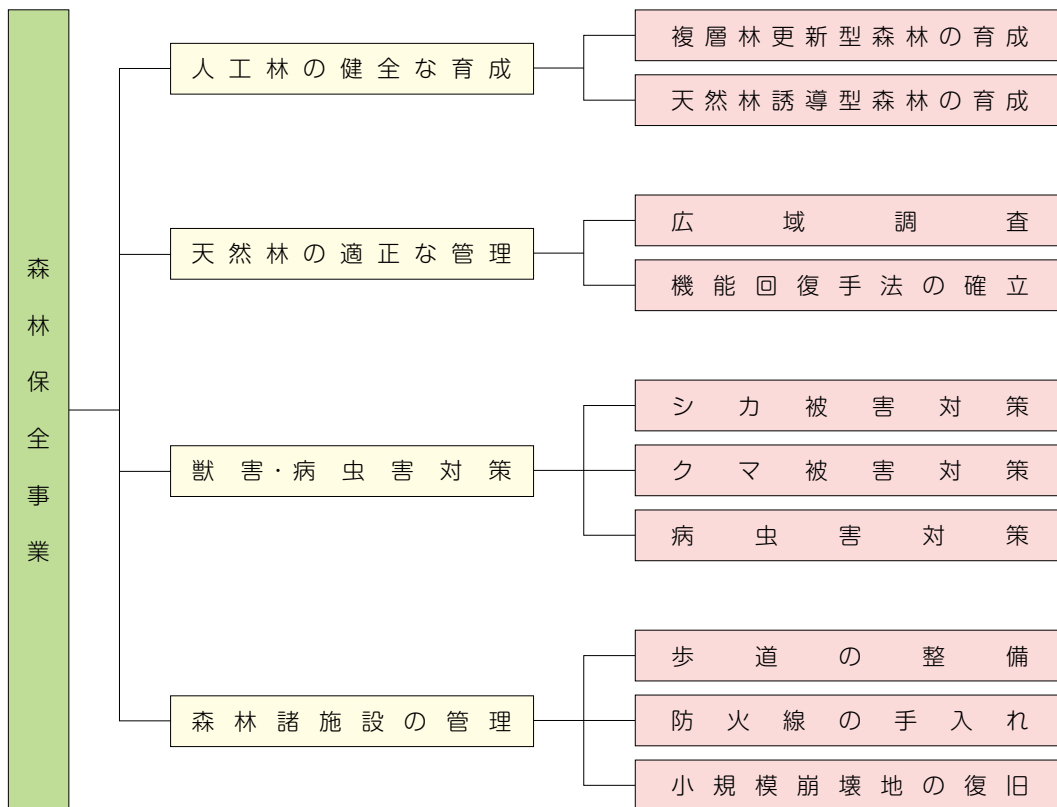 森林保全事業
人工林の健全な育成
複層林更新型森林の育成
天然林誘導型森林の育成
天然林の適正な管理
広域調査
機能回復手法の確立
獣害・病虫害対策
シカ被害対策
クマ被害対策
病虫害対策
森林諸施設の管理
歩道の整備
防火線の手入れ
小規模崩壊地の復旧